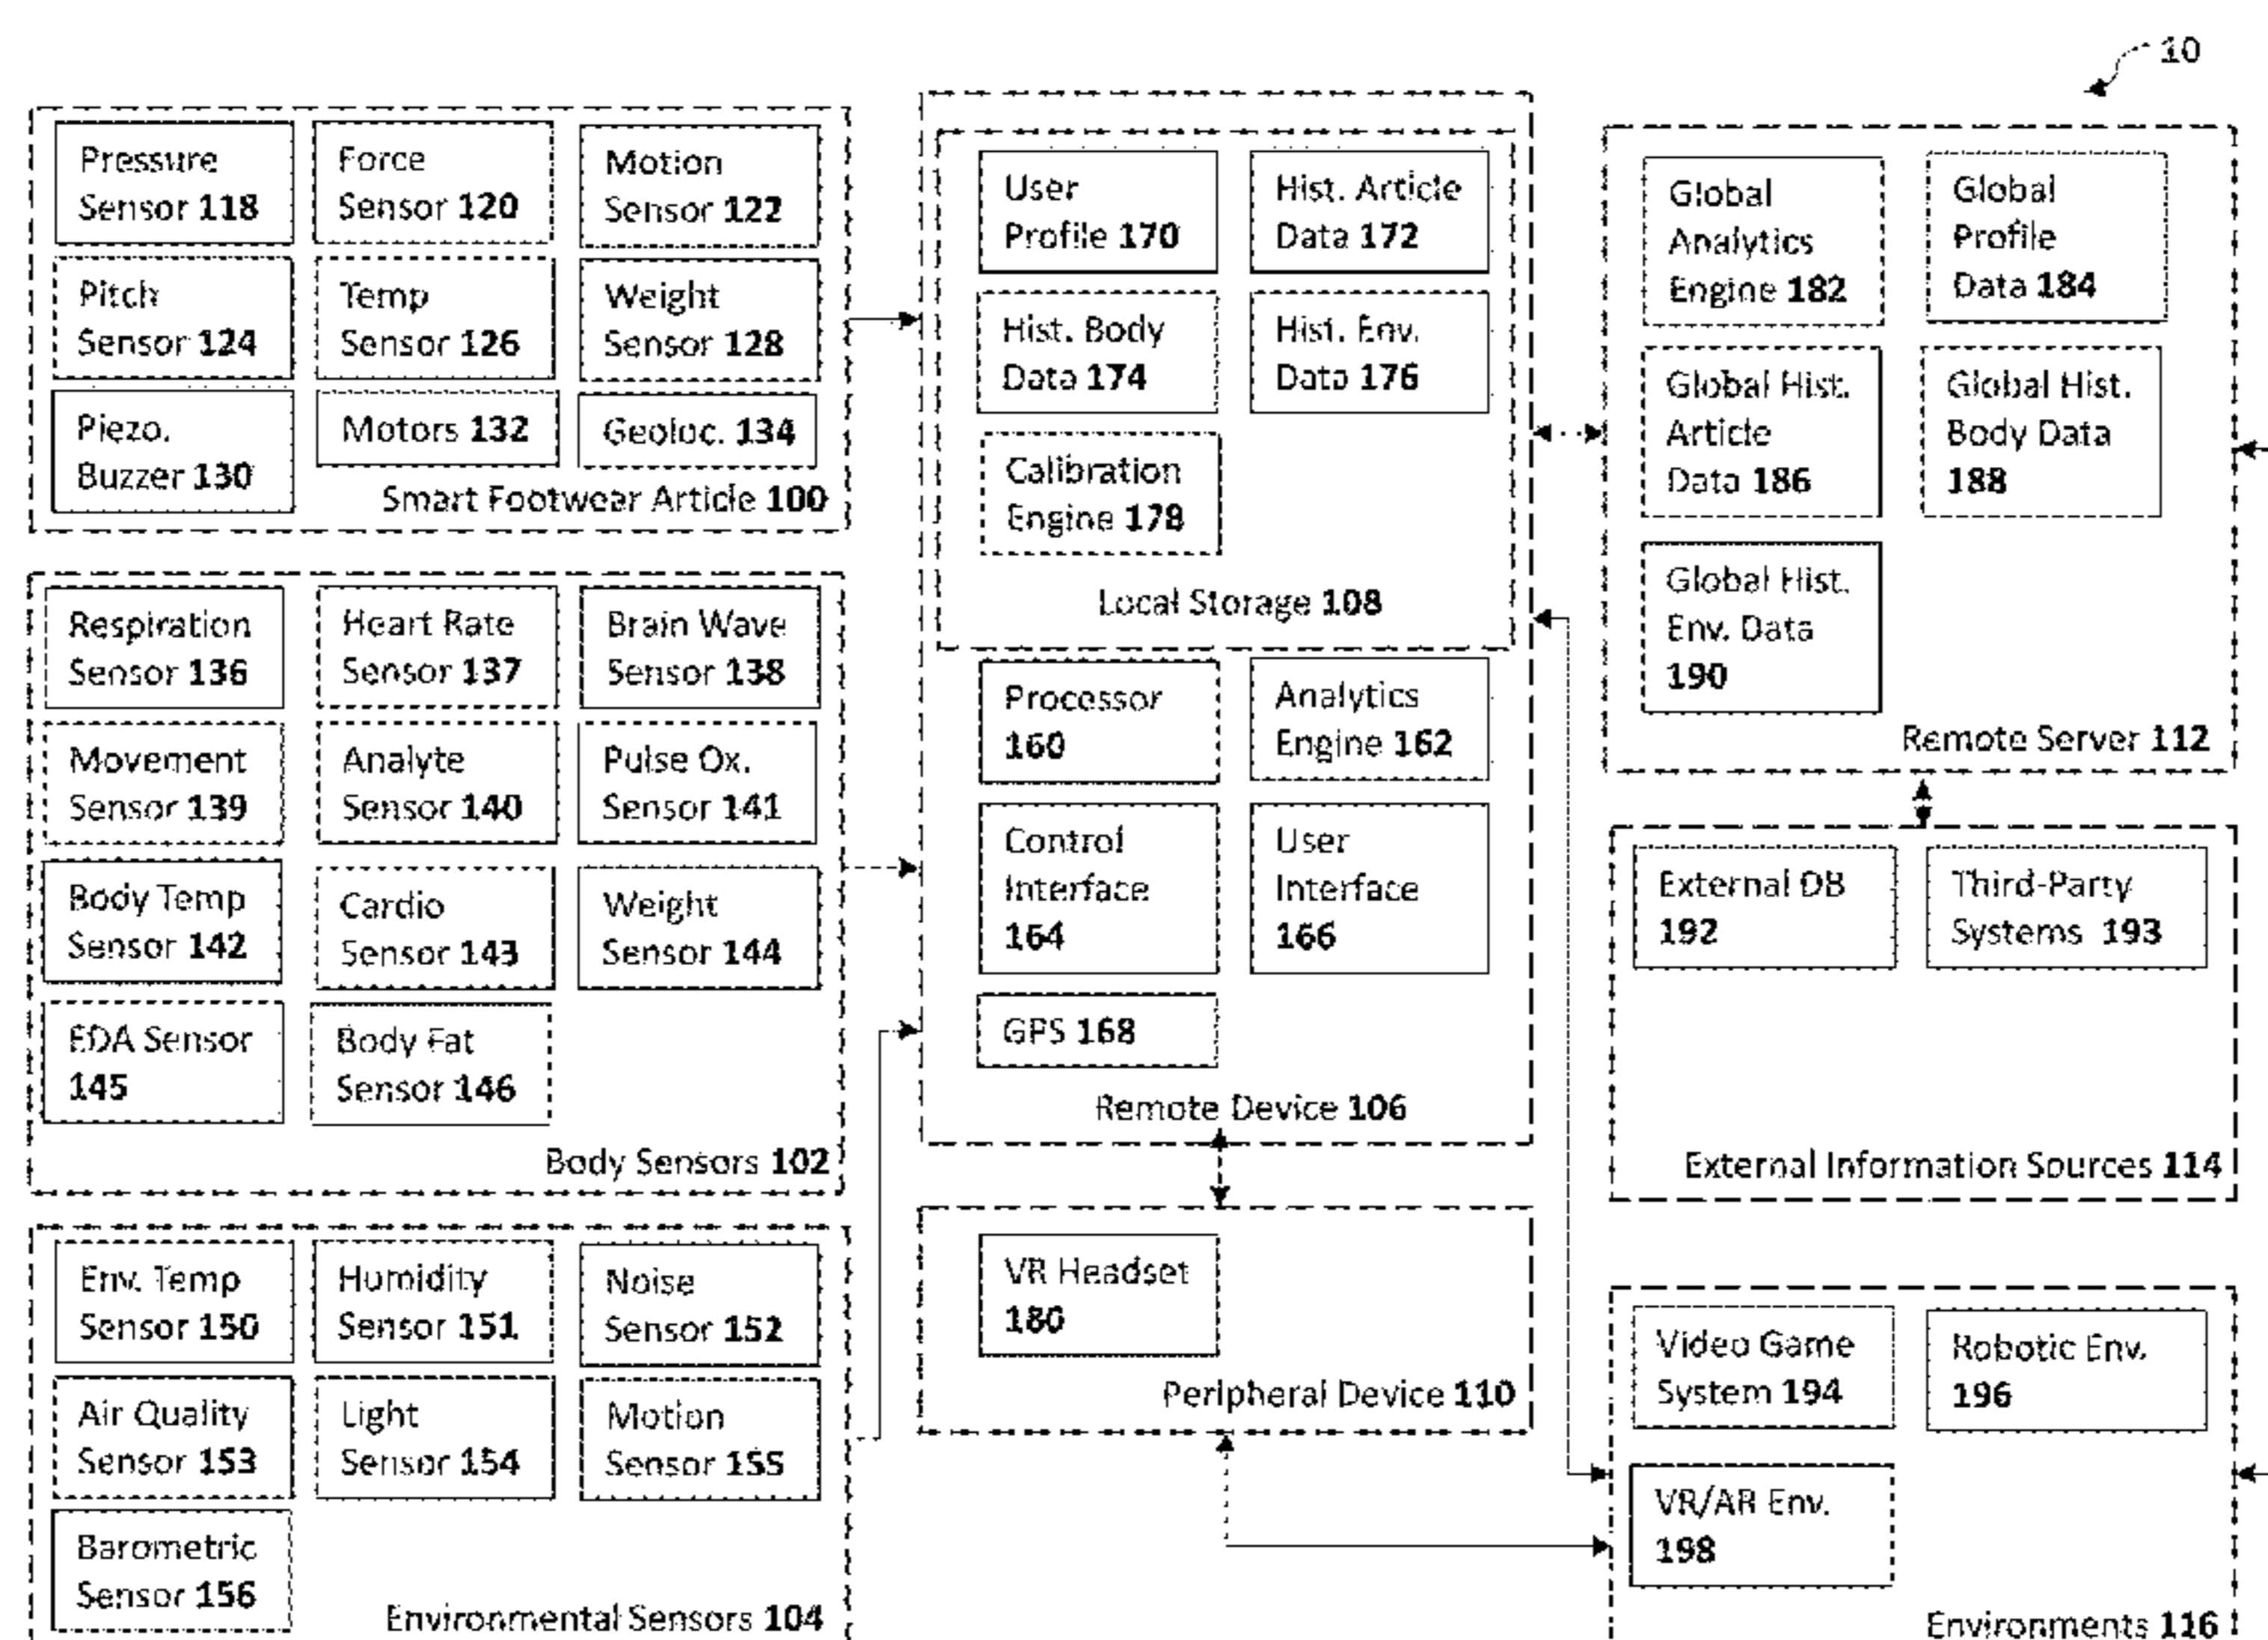 10
Pressure
Sensor 118
Force
Sensor 120
Motion
Sensor 122
Pitch
Sensor 124
Temp
Sensor 126
Weight
Sensor 128
Piezo.
Buzzer 130
Motors 132
Geoloc. 134
Smart Footwear Article 100
Respiration
Sensor 136
Heart Rate
Sensor 137
Brain Wave
Sensor 138
Movement
Sensor 139
Analyte
Sensor 140
Pulse Ox.
Sensor 141
Body Temp
Sensor 142
Cardio
Sensor 143
Weight
Sensor 144
EDA Sensor
145
Body Fat
Sensor 146
Body Sensors 102
Env. Temp
Sensor 150
Humidity
Sensor 151
Noise
Sensor 152
Air Quality
Sensor 153
Light
Sensor 154
Motion
Sensor 155
Barometric
Sensor 156
Environmental Sensors 104
User
Profile 170
Hist. Article
Data 172
Hist. Body
Data 174
Hist. Env.
Data 176
Calibration
Engine 178
Local Storage 108
Processor
160
Analytics
Engine 162
Control
Interface
164
User
Interface
166
GPS 168
Remote Device 106
VR Headset
180
Peripheral Device 110
Global
Analytics
Engine 182
Global
Profile
Data 184
Global Hist.
Article
Data 186
Global Hist.
Body Data
188
Global Hist.
Env. Data
190
Remote Server 112
External DB
192
Third-Party
Systems 193
External Information Sources 114
Video Game
System 194
Robotic Env.
196
VR/AR Env.
198
Environments 116